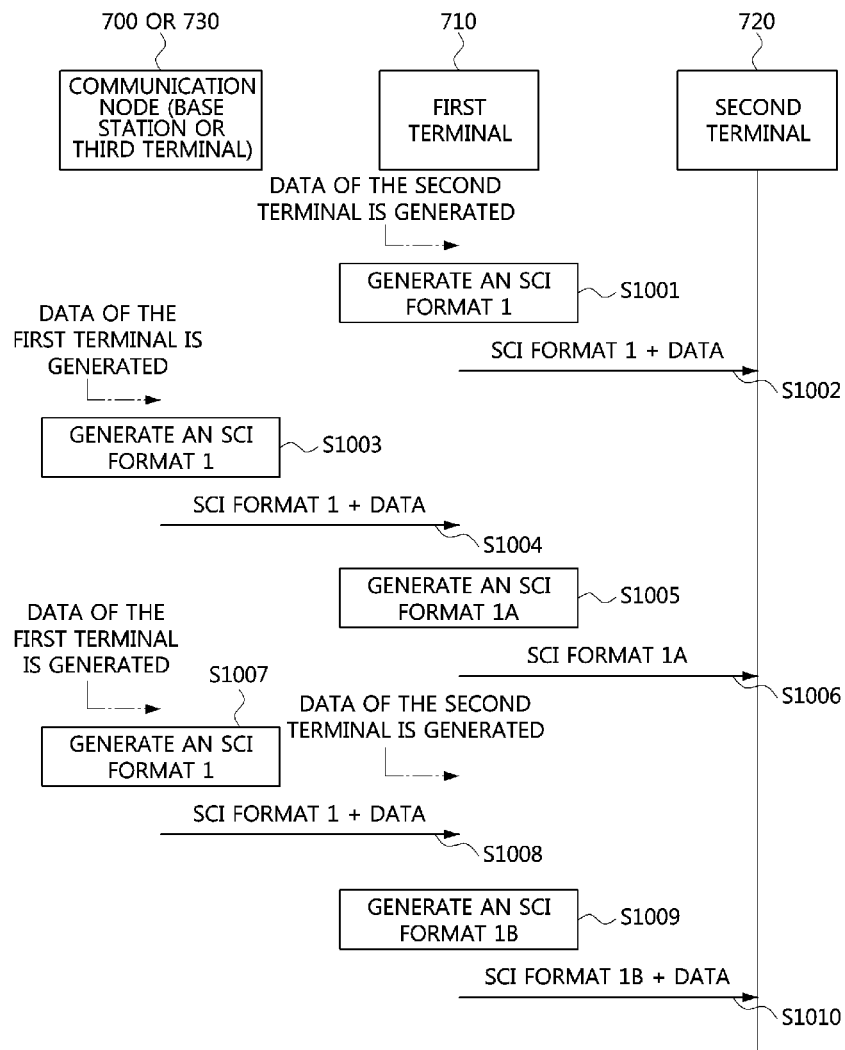 700 OR 730
710
720
COMMUNICATION
NODE (BASE
STATION OR
THIRD TERMINAL)
FIRST
TERMINAL
SECOND
TERMINAL
DATA OF THE SECOND
TERMINAL IS GENERATED
GENERATE AN SCI
FORMAT 1
S1001
DATA OF THE
FIRST TERMINAL IS
GENERATED
SCI FORMAT 1 + DATA
S1002
GENERATE AN SCI
FORMAT 1
S1003
SCI FORMAT 1 + DATA
S1004
GENERATE AN SCI
FORMAT 1A
S1005
DATA OF THE
FIRST TERMINAL
IS GENERATED
SCI FORMAT 1A
S1006
S1007
DATA OF THE SECOND
TERMINAL IS GENERATED
GENERATE AN SCI
FORMAT 1
SCI FORMAT 1 + DATA
S1008
GENERATE AN SCI
FORMAT 1B
S1009
SCI FORMAT 1B + DATA
S1010